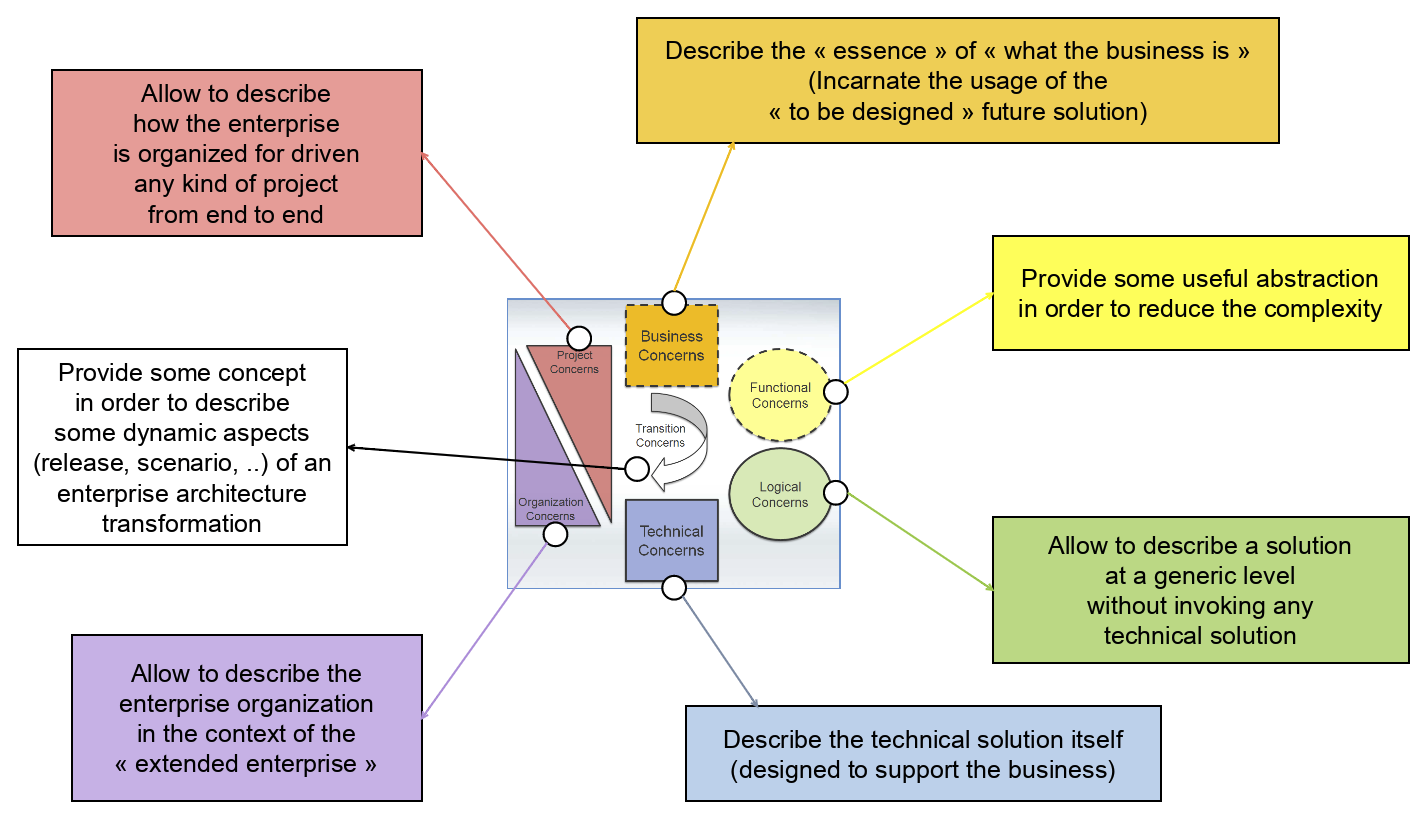 Describe the « essence » of « what the business is »
(Incarnate the usage of the
« to be designed » future solution)
Allow to describe
how the enterprise
is organized for driven
any kind of project
from end to end
Provide some useful abstraction
in order to reduce the complexity
Business
Concerns
Project
Concerns
Functional
Concerns
Provide some concept
in order to describe
some dynamic aspects
(release, scenario, ..) of an
enterprise architecture
transformation
Transition
Concerns
Logical
Concerns
Organization
Concerns
Technical
Concerns
Allow to describe a solution
at a generic level
without invoking any
technical solution
Allow to describe the
enterprise organization
in the context of the
« extended enterprise »
Describe the technical solution itself
(designed to support the business)